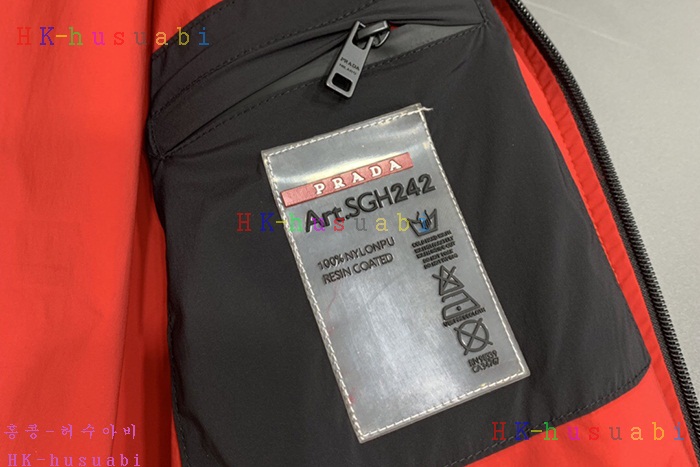 HK-husuabi
PRADA
PRADA
Art.SGH242
HK-husuabi
100% NYLONPU
RESIN COATED
홍콩-허수아비
HK-husuabi
HK-husuabi